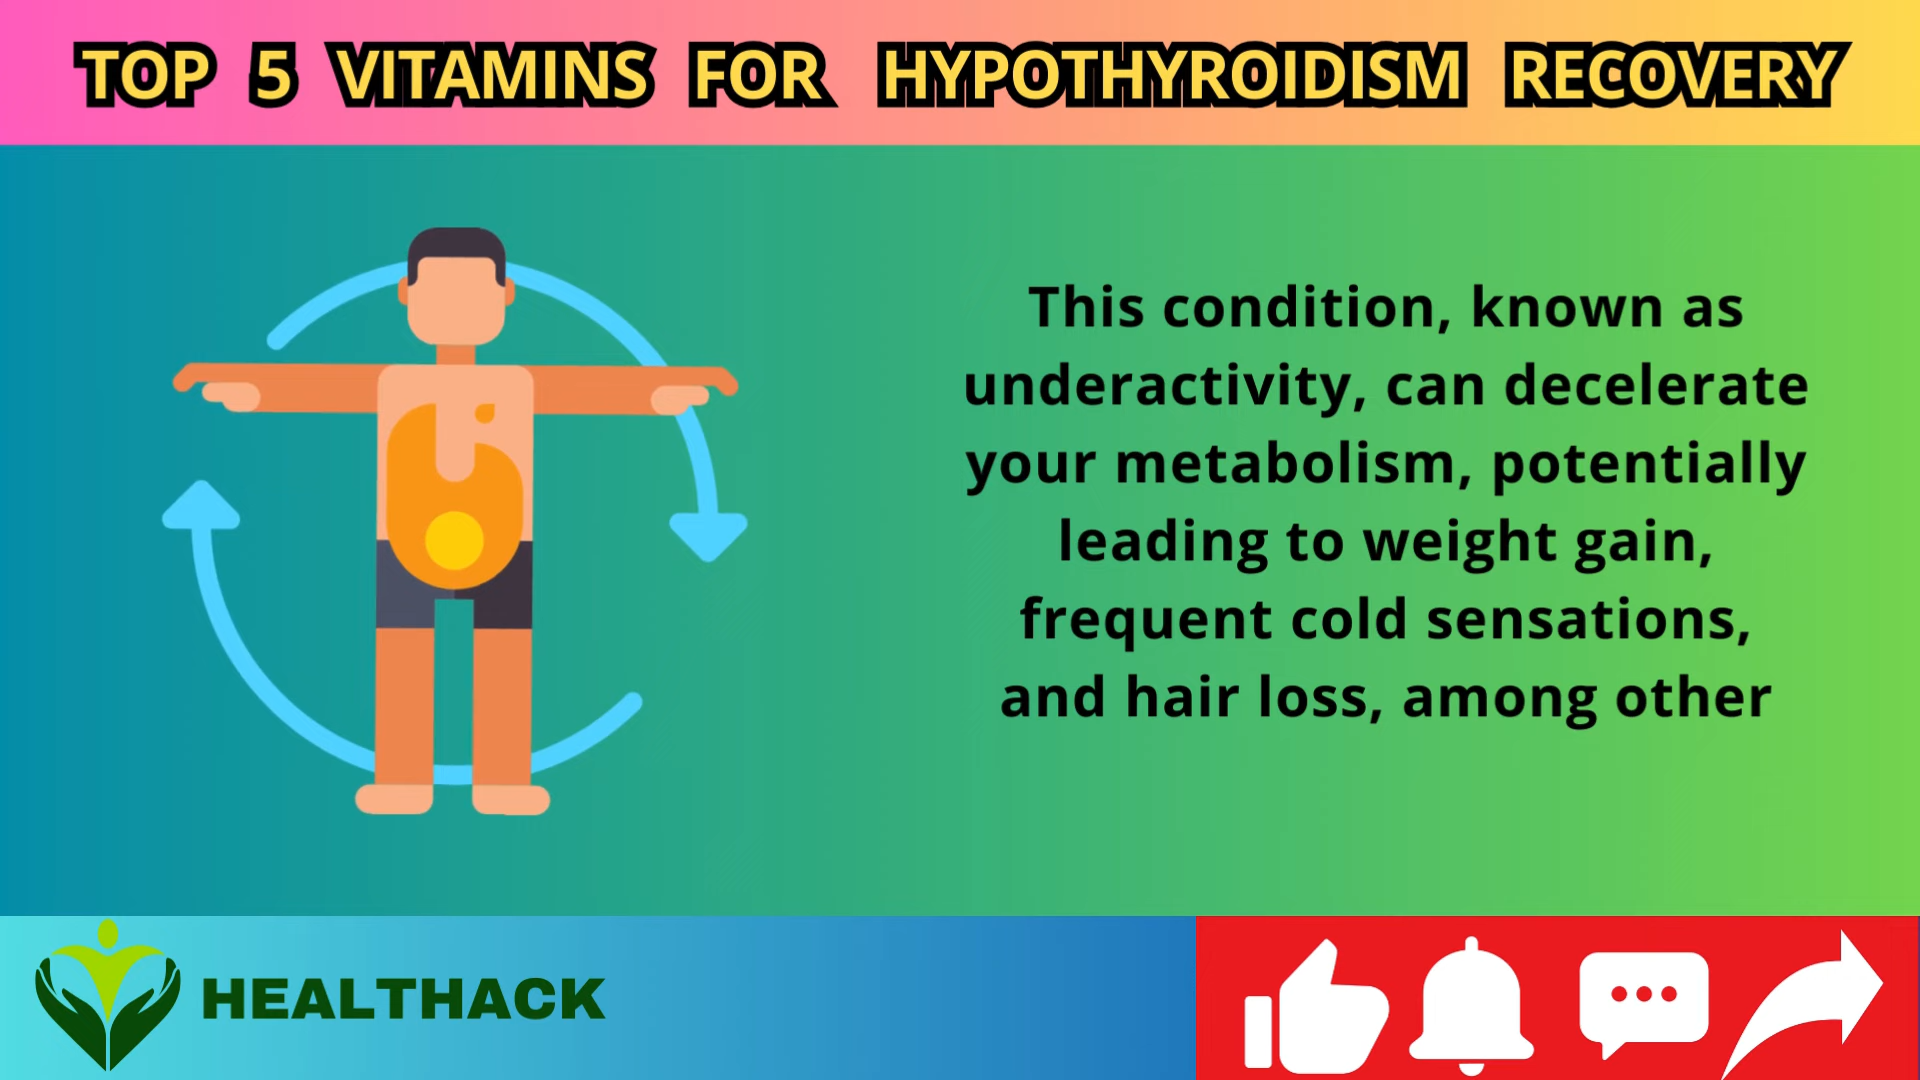 TOP 5 VITAMINS FOR HYPOTHYROIDISM RECOVERY
This condition, known as
underactivity, can decelerate
your metabolism, potentially
leading to weight gain,
frequent cold sensations,
and hair loss, among other
HEALTHACK